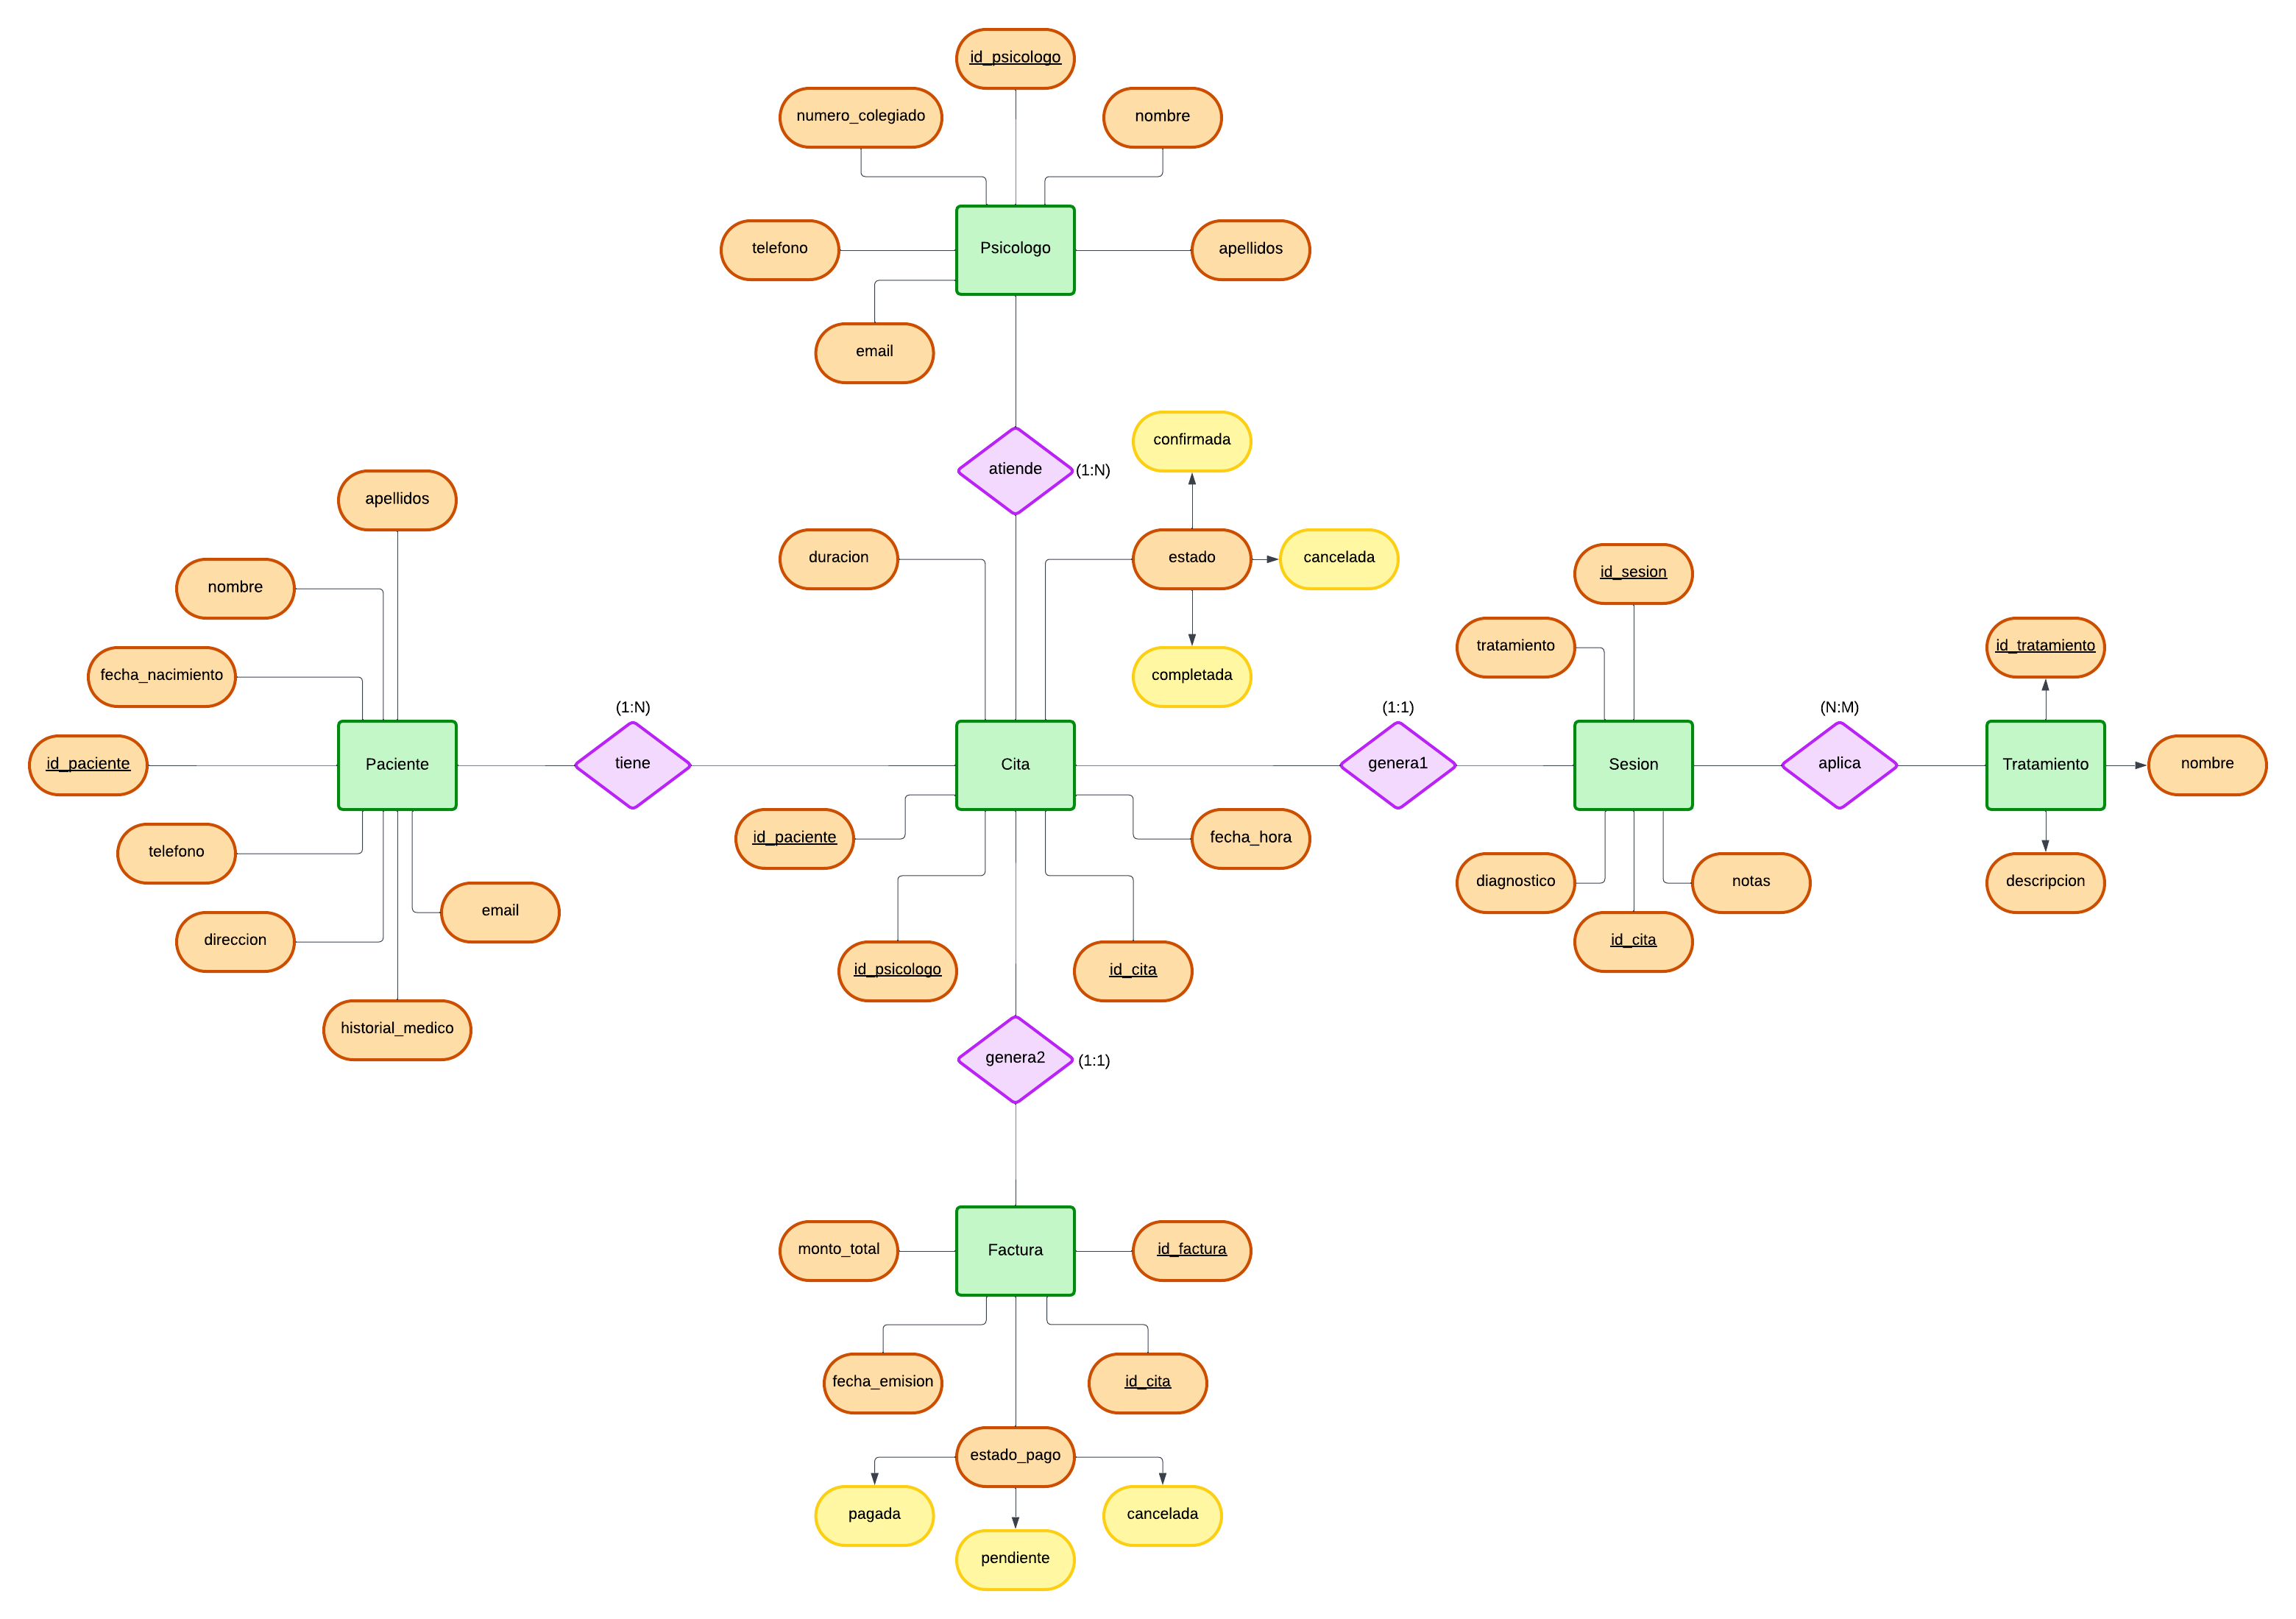 id_psicologo
numero_colegiado
nombre
telefono
Psicologo
apellidos
email
atiende
(1:N)
confirmada
duracion
estado
cancelada
completada
apellidos
nombre
fecha_nacimiento
id_paciente
Paciente
telefono
email
direccion
historial_medico
(1:N)
tiene
Cita
id_paciente
fecha_hora
id_psicologo
id_cita
(1:1)
genera1
id_sesion
tratamiento
Sesion
diagnostico
notas
id_cita
(N:M)
aplica
id_tratamiento
Tratamiento
nombre
descripcion
genera2
(1:1)
monto_total
Factura
id_factura
fecha_emision
id_cita
estado_pago
pagada
cancelada
pendiente